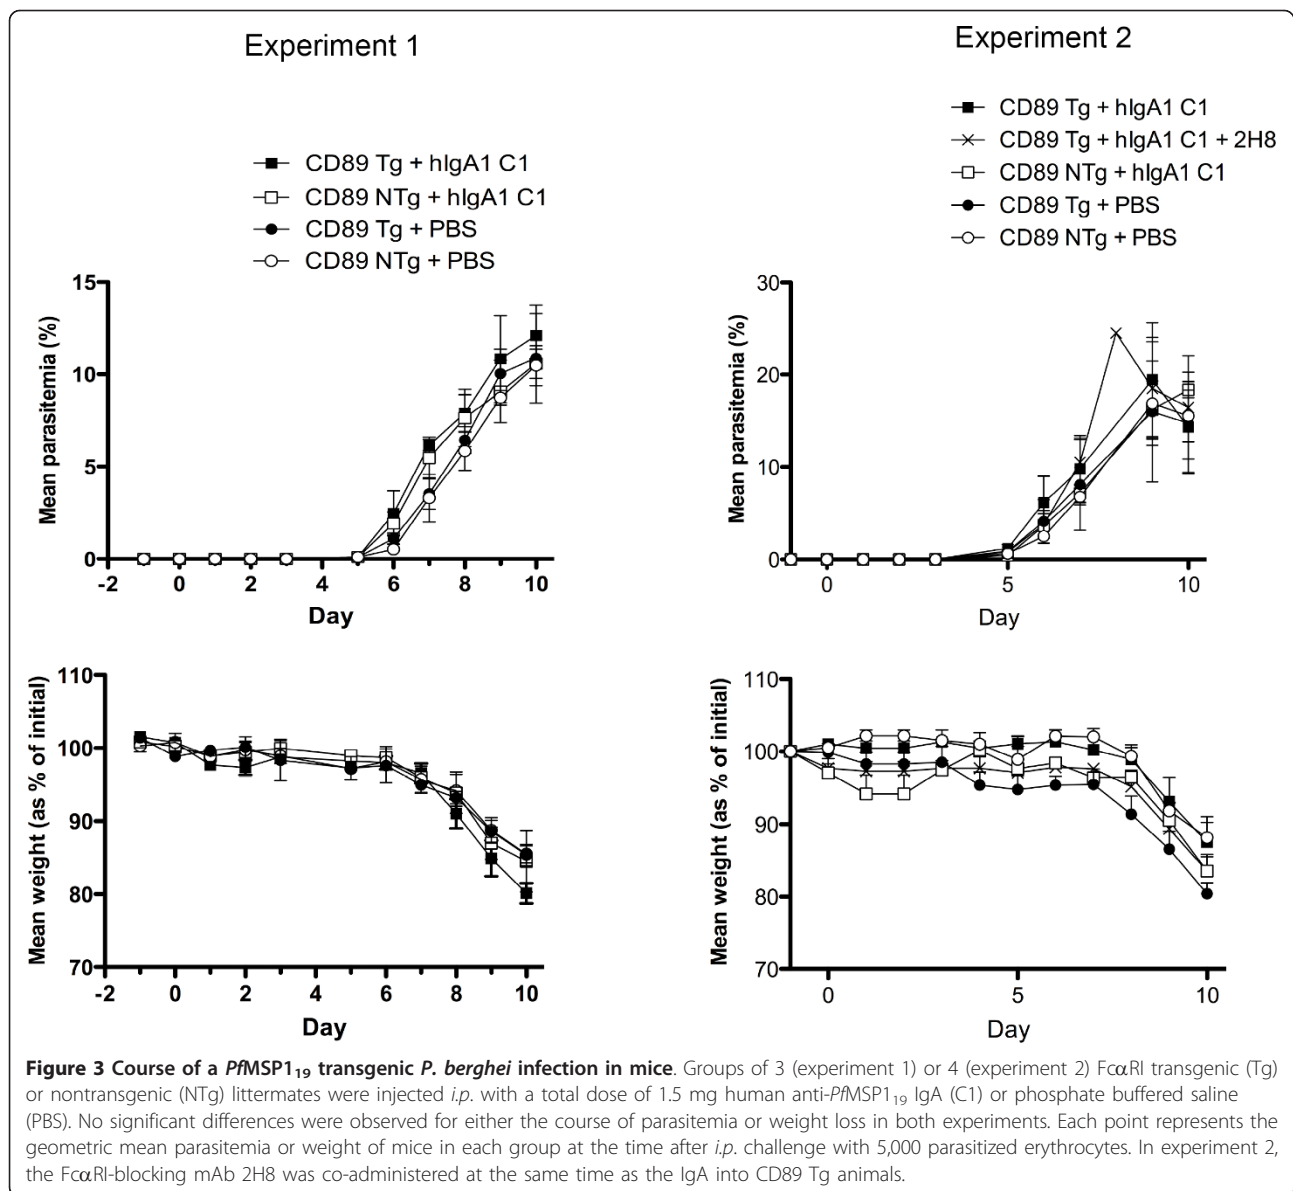 Experiment 1
CD89 Tg + hIgA1 C1
CD89 NTg + hIgA1 C1
CD89 Tg + PBS
CD89 NTg + PBS
15
10
5
0
Mean parasitemia (%)
-2 0 2 4 6 8 10
Day
Experiment 2
CD89 Tg + hIgA1 C1
CD89 Tg + hIgA1 C1 + 2H8
CD89 NTg + hIgA1 C1
CD89 Tg + PBS
CD89 NTg + PBS
30
20
10
0
Mean parasitemia (%)
0 5 10
Day
110
100
90
80
70
Mean weight (as % of initial)
-2 0 2 4 6 8 10
Day
110
100
90
80
70
Mean weight (as % of initial)
0 5 10
Day
Figure 3 Course of a PfMSP1₁₉ transgenic P. berghei infection in mice. Groups of 3 (experiment 1) or 4 (experiment 2) FcαRI transgenic (Tg)
or nontransgenic (NTg) littermates were injected i.p. with a total dose of 1.5 mg human anti-PfMSP1₁₉ IgA (C1) or phosphate buffered saline
(PBS). No significant differences were observed for either the course of parasitemia or weight loss in both experiments. Each point represents the
geometric mean parasitemia or weight of mice in each group at the time after i.p. challenge with 5,000 parasitized erythrocytes. In experiment 2,
the FcαRI-blocking mAb 2H8 was co-administered at the same time as the IgA into CD89 Tg animals.